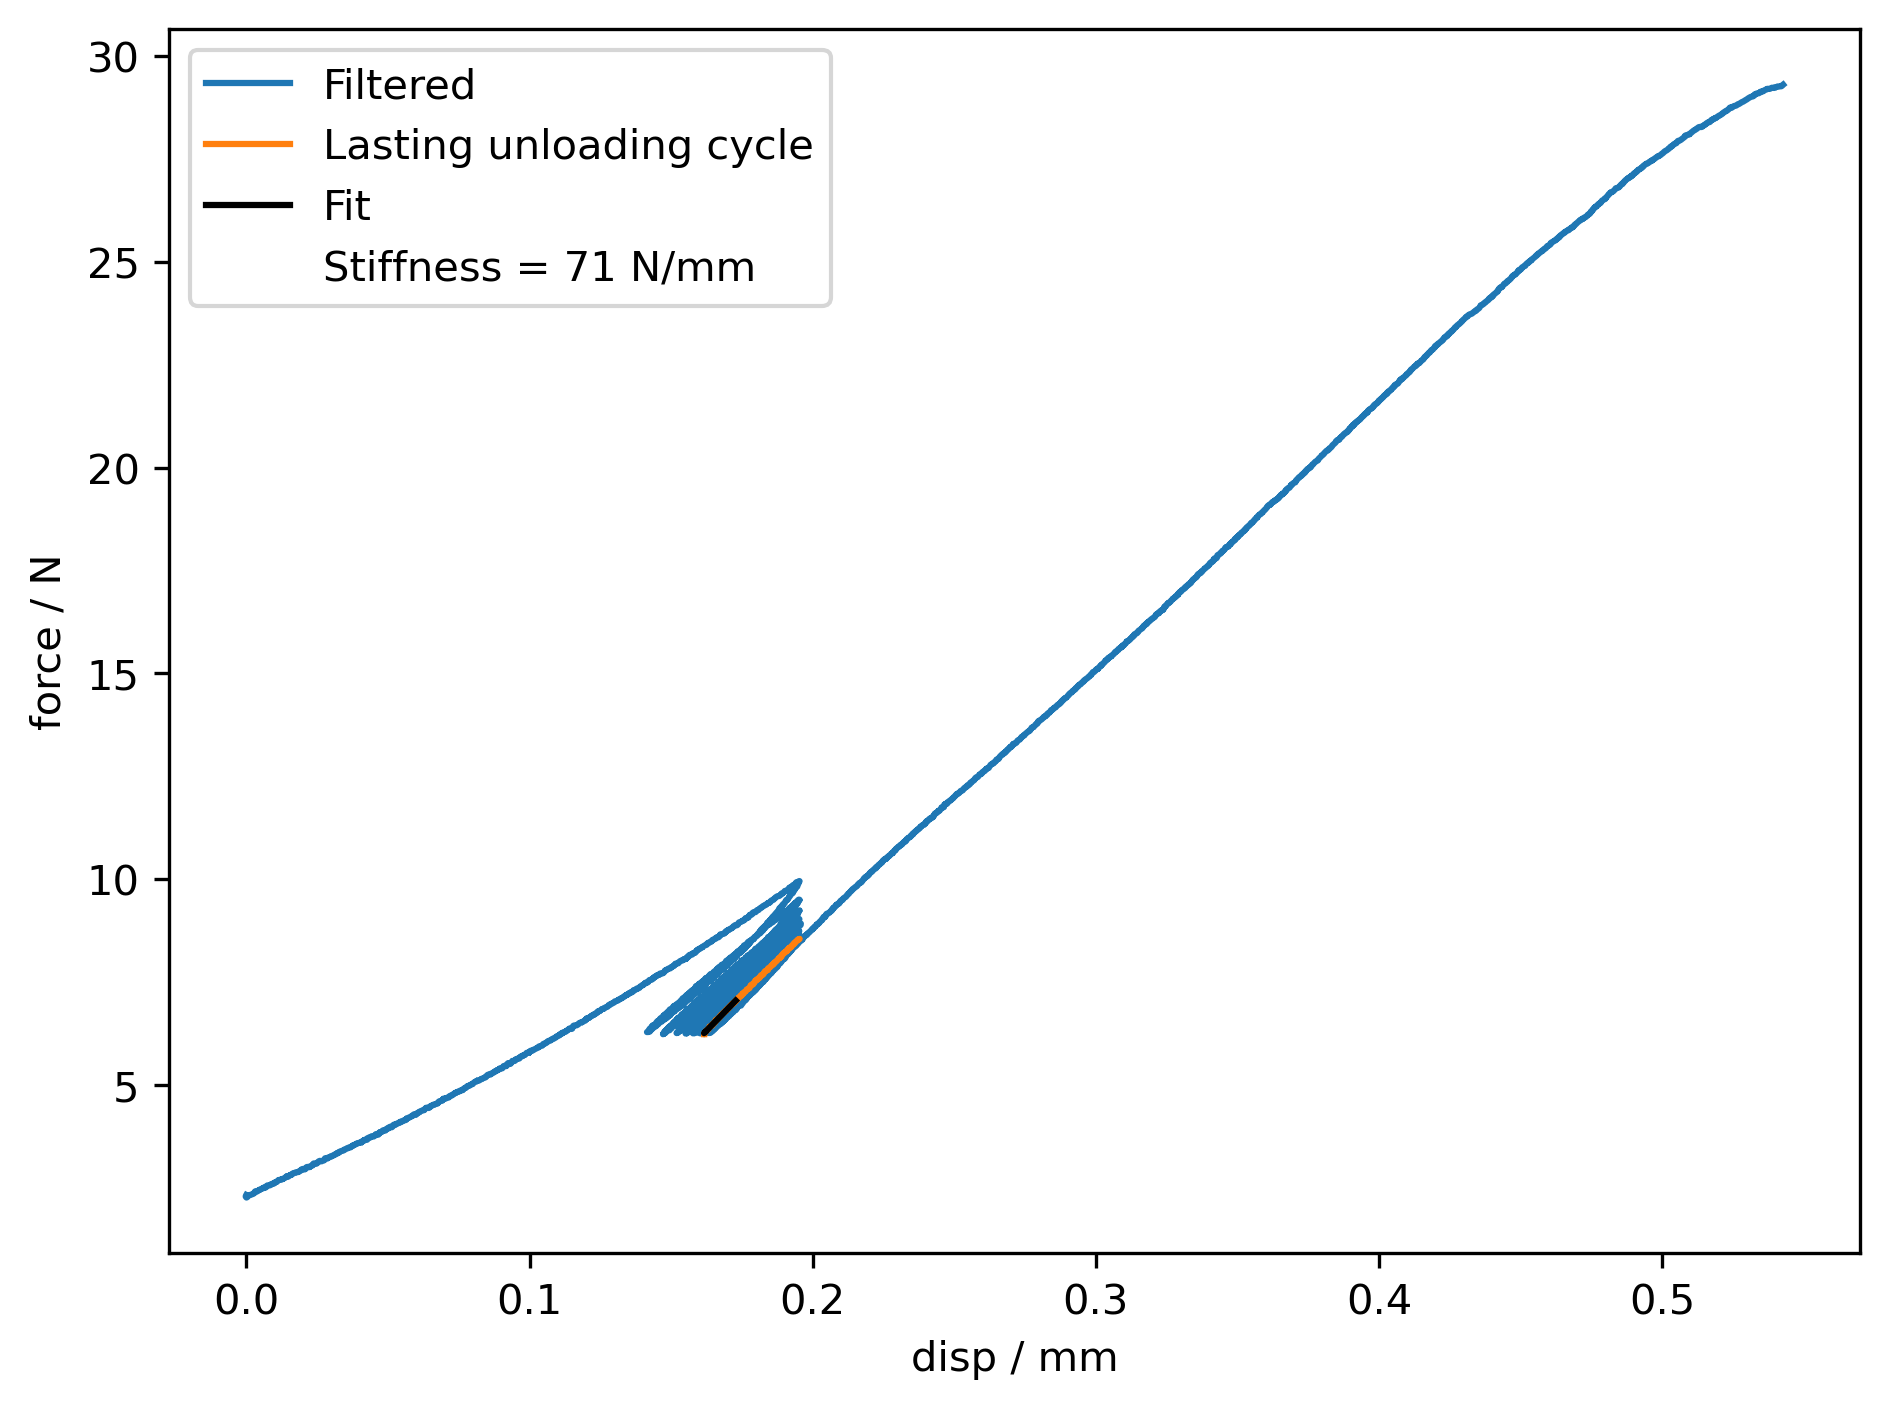 Filtered
Lasting unloading cycle
Fit
Stiffness = 71 N/mm
30
25
20
15
10
5
force / N
0.0 0.1 0.2 0.3 0.4 0.5
disp / mm